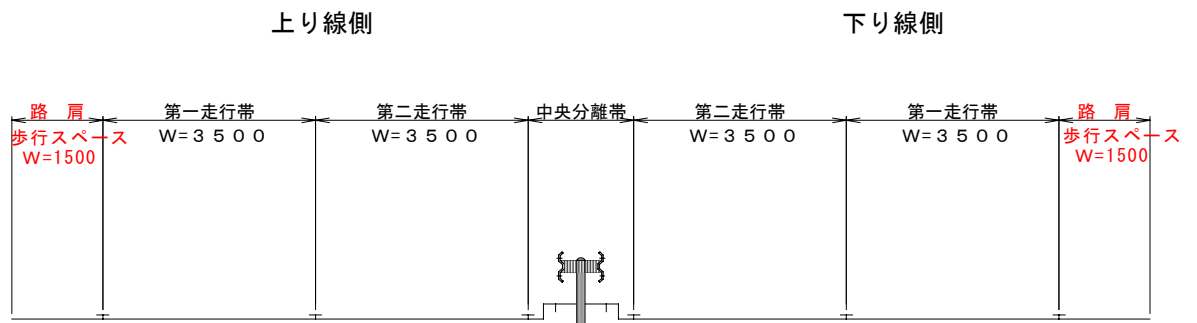 上り線側 下り線側
路　肩 第一走行帯 第二走行帯 中央分離帯 第二走行帯 第一走行帯 路　肩
歩行スペース Ｗ=３５００ Ｗ=３５００ Ｗ=３５００ Ｗ=３５００ 歩行スペース
Ｗ=1500 Ｗ=1500